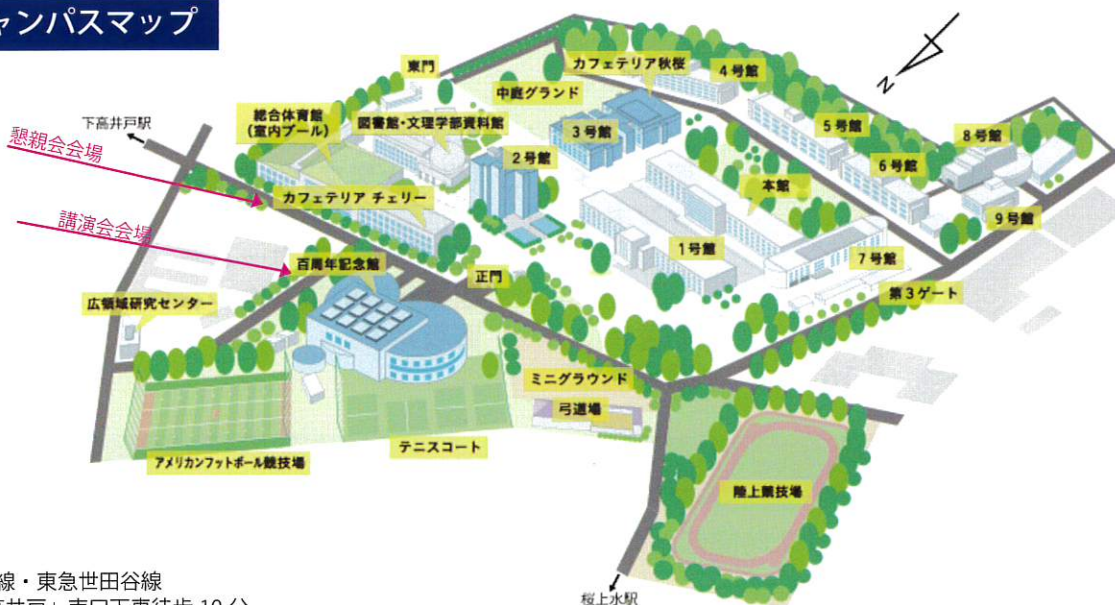 ャンパスマップ
東門
カフェテリア秋桜
4号館
N
中庭グランド
下高井戸駅
総合体育館
(室内プール)
図書館・文理学部資料館
3号館
5号館
8号館
懇親会会場
2号館
6号館
カフェテリア チェリー
本館
9号館
講演会会場
1号館
7号館
百周年記念館
正門
広領域研究センター
第3ゲート
ミニグラウンド
弓道場
テニスコート
アメリカンフットボール競技場
陸上競技場
線・東急世田谷線
桜上水駅